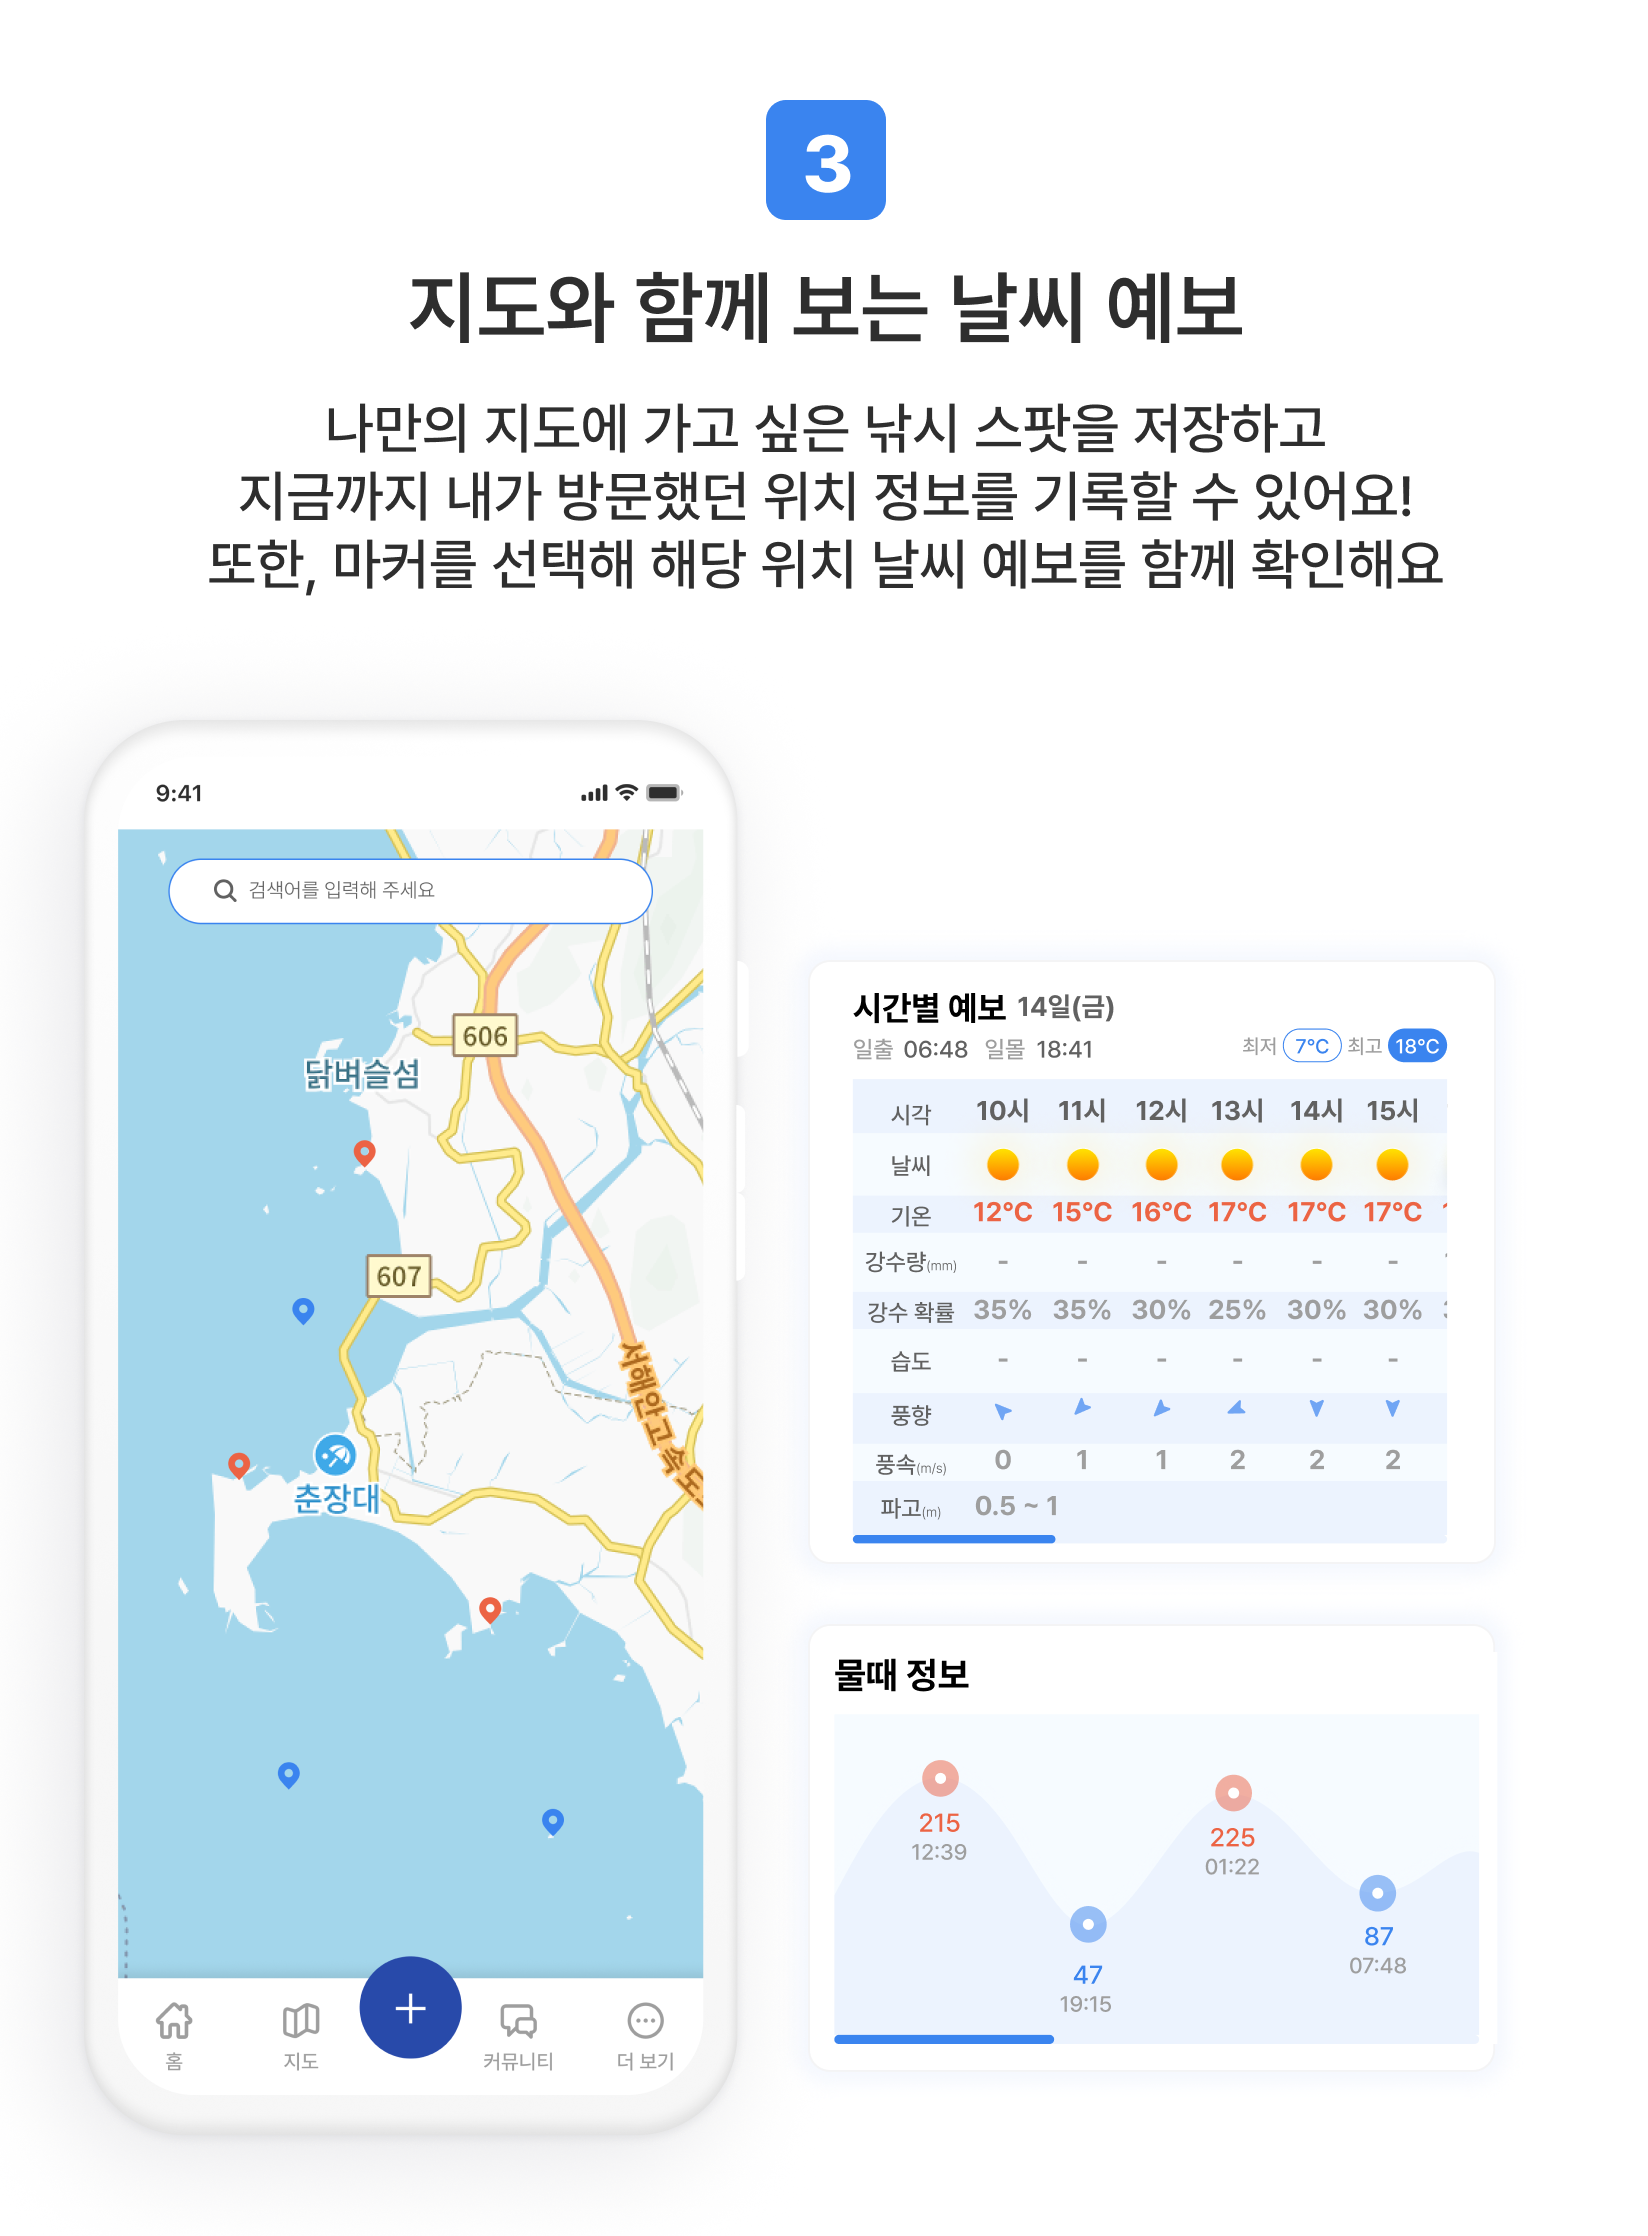 3
지도와 함께 보는 날씨 예보
나만의 지도에 가고 싶은 낚시 스팟을 저장하고
지금까지 내가 방문했던 위치 정보를 기록할 수 있어요!
또한, 마커를 선택해 해당 위치 날씨 예보를 함께 확인해요
9:41
검색어를 입력해 주세요
606
닭벼슬섬
607
서해안고속도
춘장대
홈 지도 커뮤니티 더 보기
시간별 예보 14일(금)
일출 06:48 일몰 18:41 최저 7°C 최고 18°C
시각 10시 11시 12시 13시 14시 15시
날씨
기온 12°C 15°C 16°C 17°C 17°C 17°C
강수량(mm) - - - - - -
강수 확률 35% 35% 30% 25% 30% 30%
습도 - - - - - -
풍향
풍속(m/s) 0 1 1 2 2 2
파고(m) 0.5 ~ 1
물때 정보
215
12:39
225
01:22
47
19:15
87
07:48